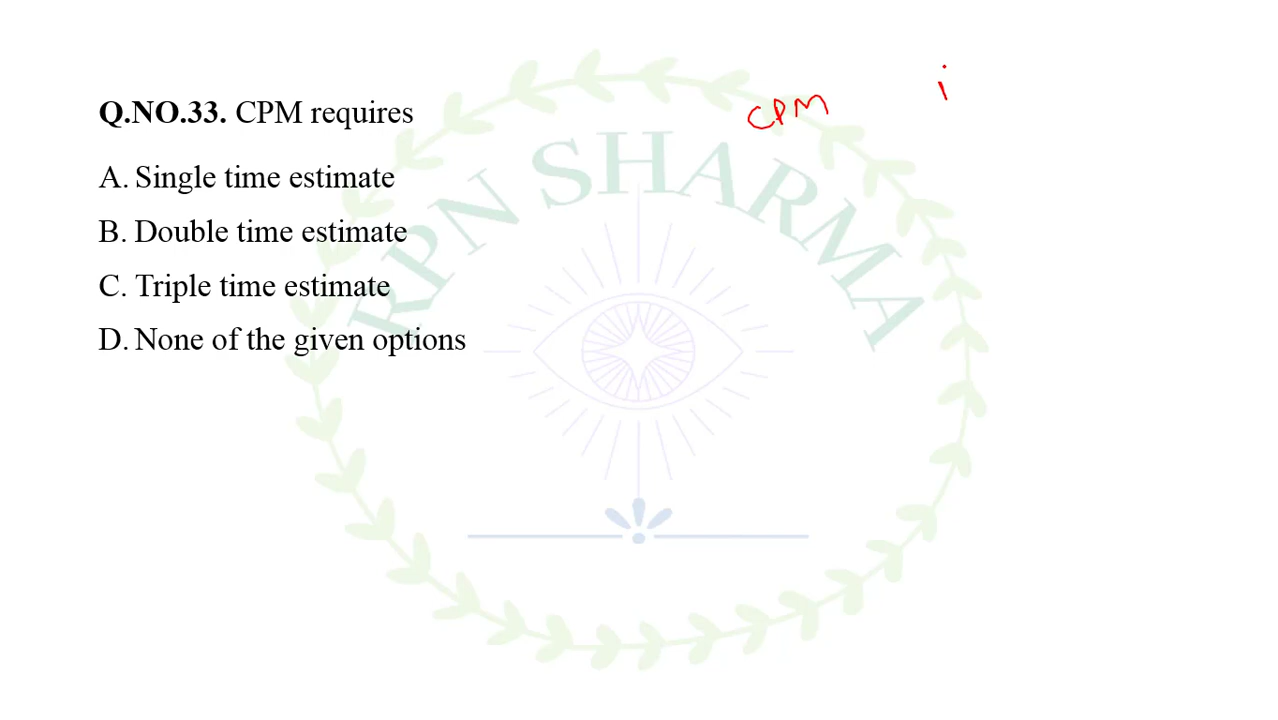 Q.NO.33. CPM requires
CPM
A. Single time estimate
B. Double time estimate
C. Triple time estimate
D. None of the given options
RPN SHARMA